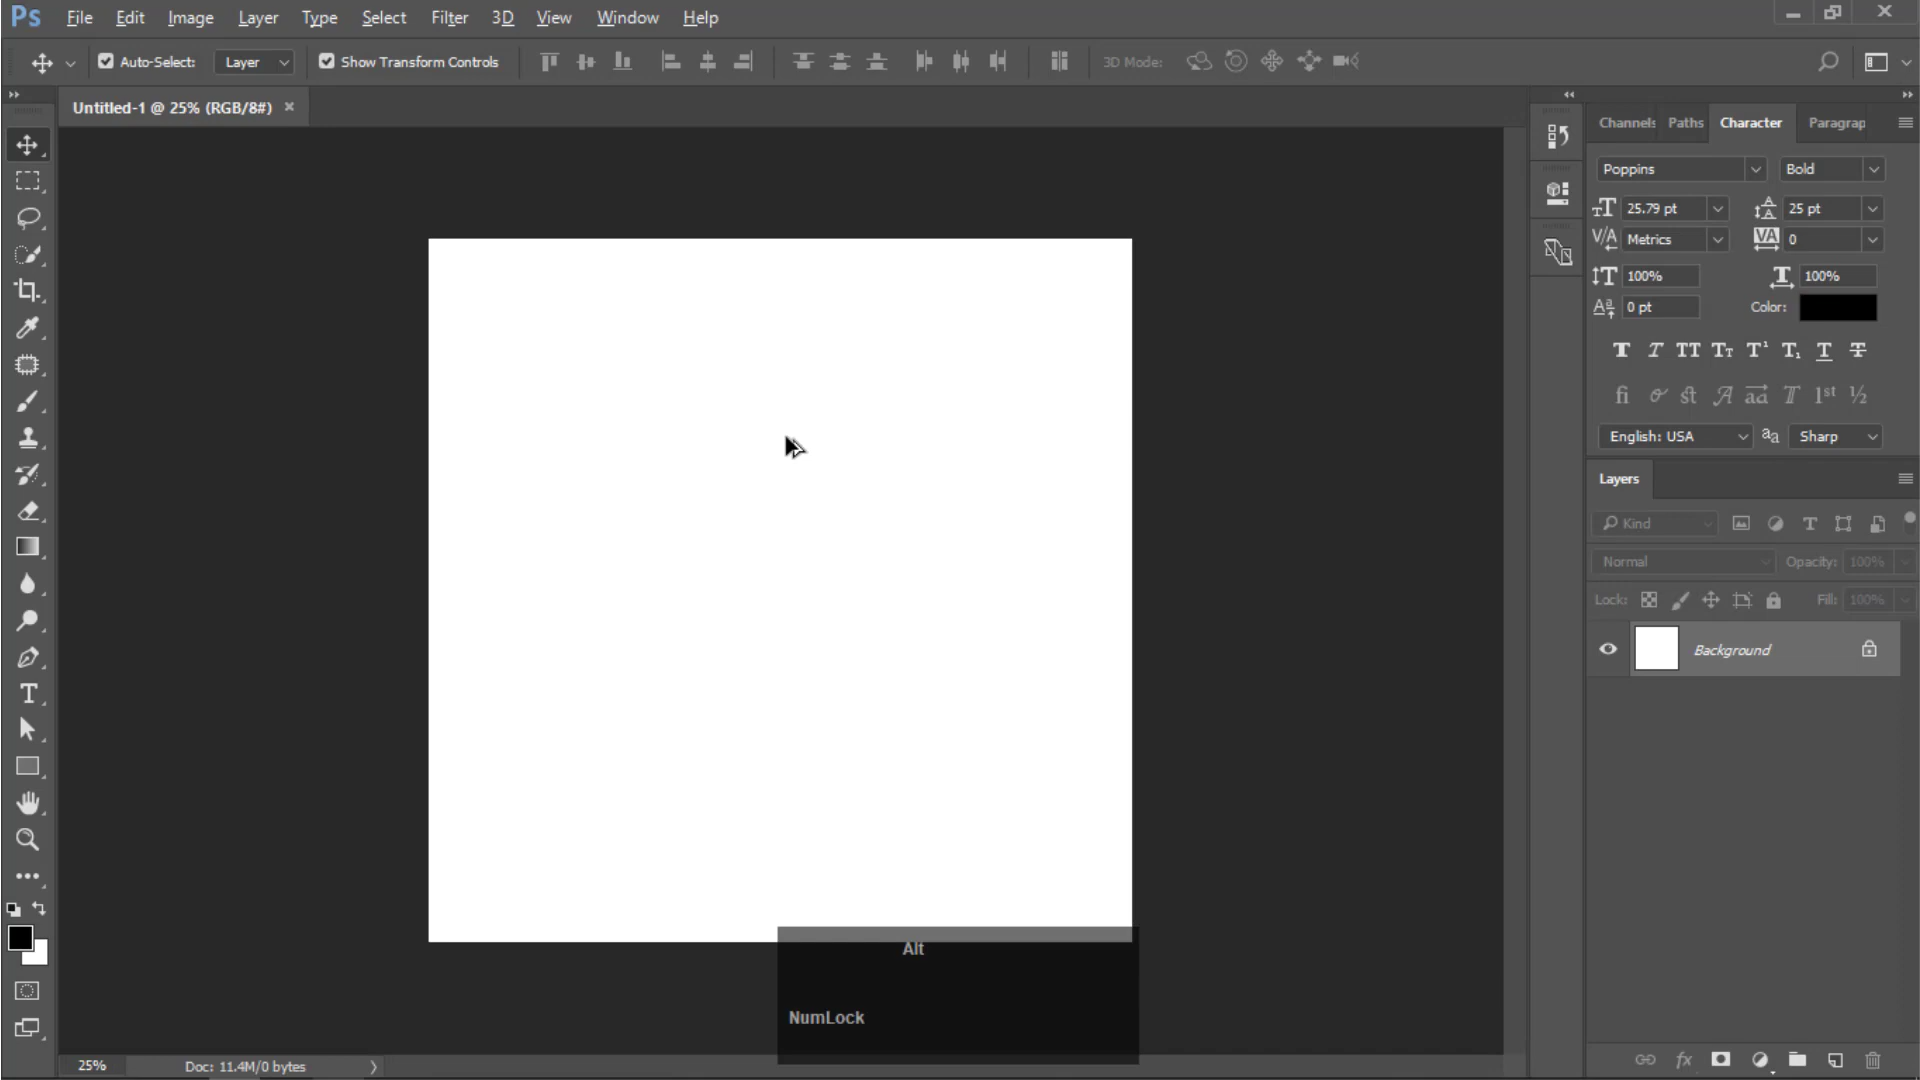 Ps File Edit Image Layer Type Select Filter 3D View Window Help
Auto-Select: Layer Show Transform Controls 3D Mode:
Untitled-1 @ 25% (RGB/8#)
Channels Paths Character Paragrap
Poppins Bold
25.79 pt 25 pt
Metrics 0
100% 100%
0 pt Color:
English: USA Sharp
Layers
Kind
Normal Opacity: 100%
Lock: Fill: 100%
Background
Alt
NumLock
25% Doc: 11.4M/0 bytes